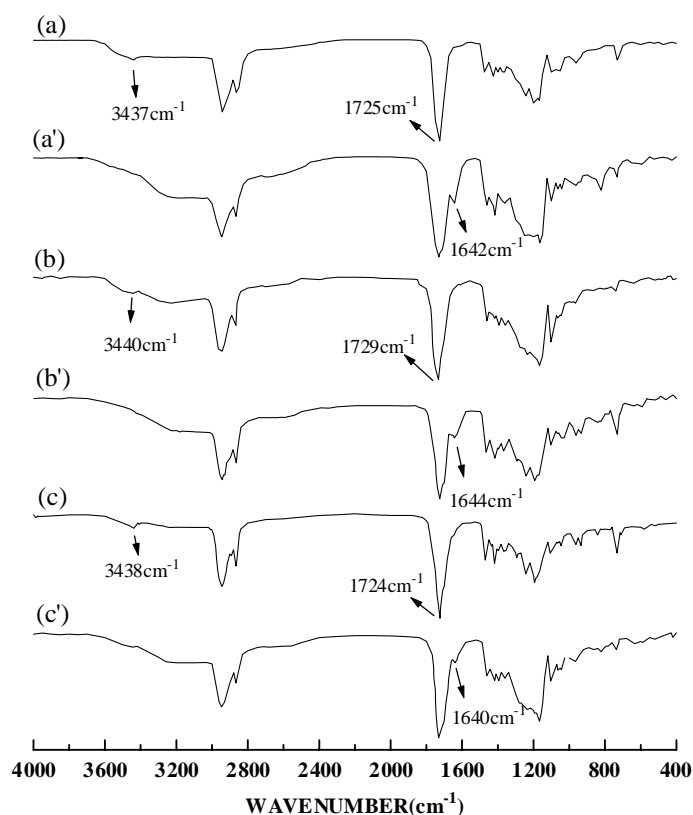 (a)
3437cm⁻¹
1725cm⁻¹
(a')
1642cm⁻¹
(b)
3440cm⁻¹
1729cm⁻¹
(b')
1644cm⁻¹
(c)
3438cm⁻¹
1724cm⁻¹
(c')
1640cm⁻¹
4000 3600 3200 2800 2400 2000 1600 1200 800 400
WAVENUMBER(cm⁻¹)